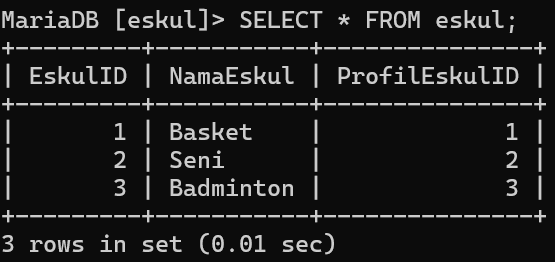 MariaDB [eskul]> SELECT * FROM eskul;
+---------+-----------+---------------+
| EskulID | NamaEskul | ProfilEskulID |
+---------+-----------+---------------+
|       1 | Basket    |             1 |
|       2 | Seni      |             2 |
|       3 | Badminton |             3 |
+---------+-----------+---------------+
3 rows in set (0.01 sec)